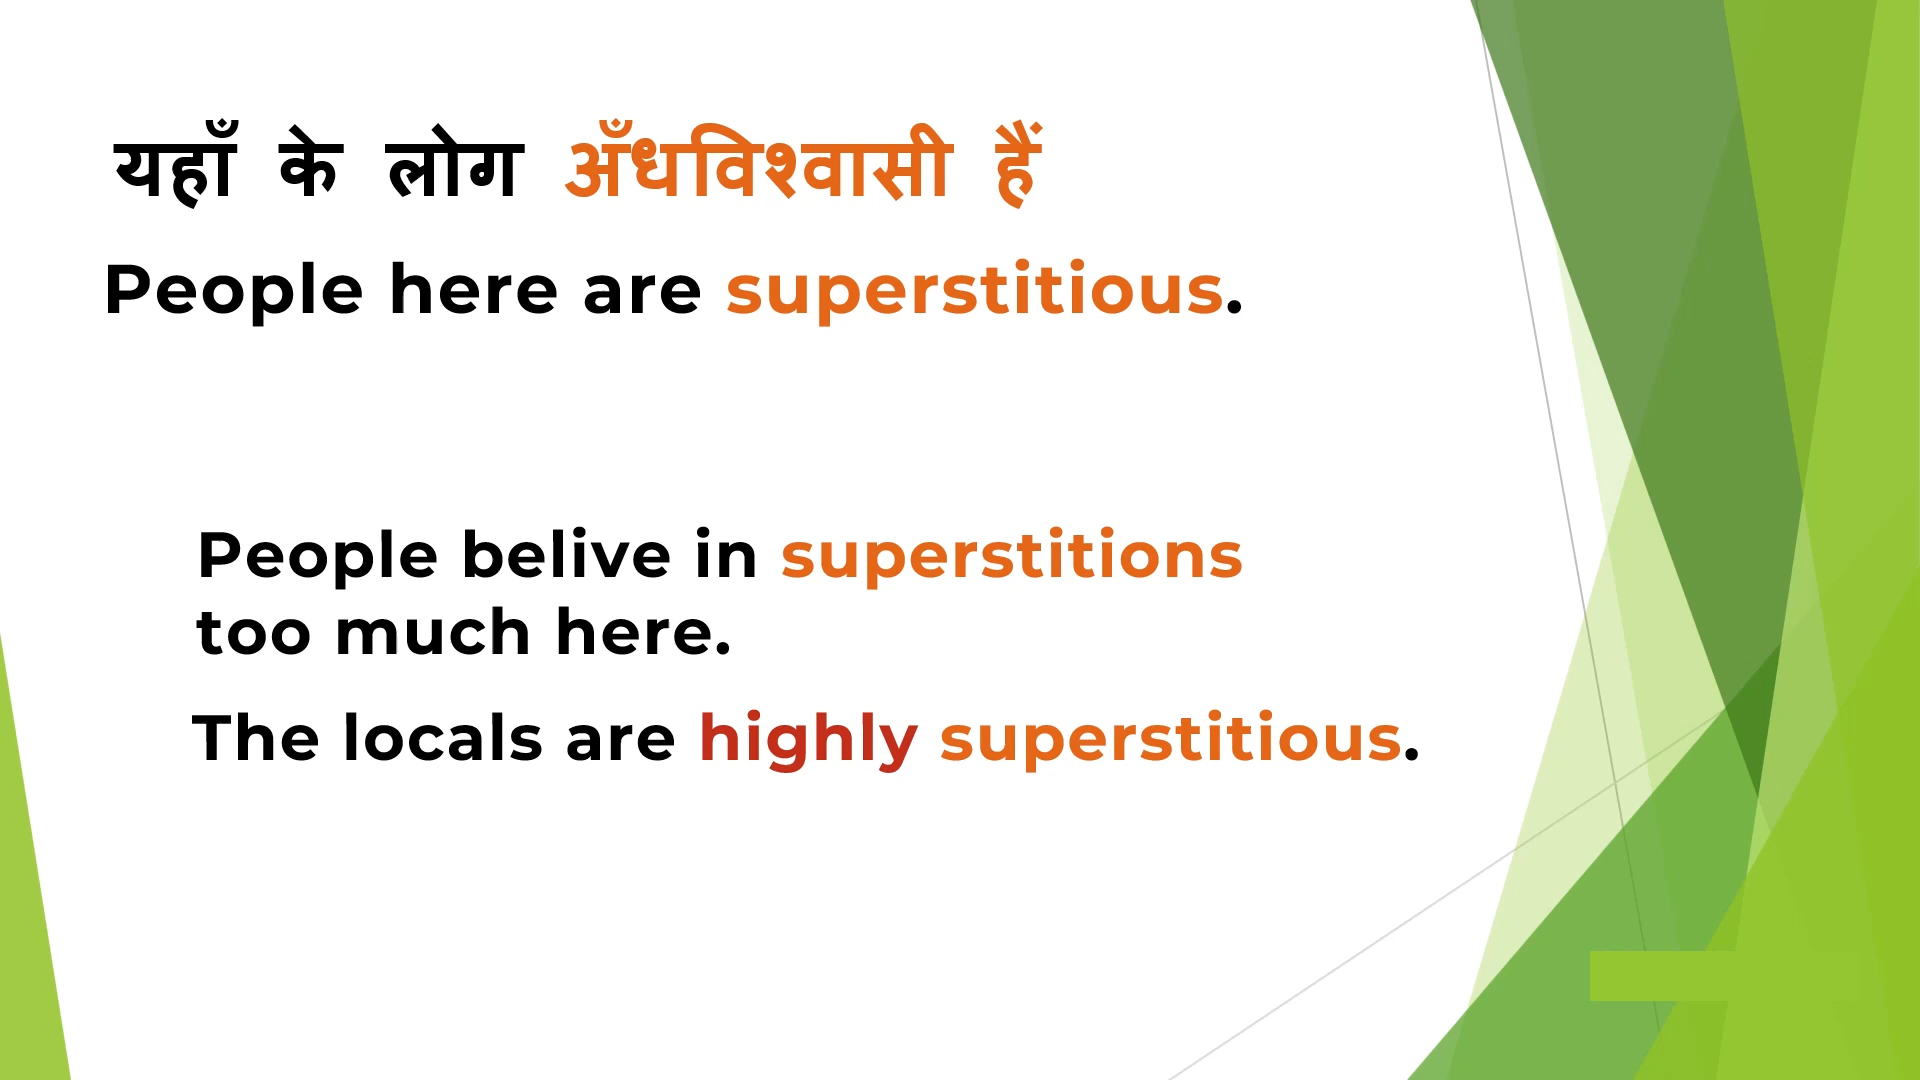 यहाँ के लोग अँधविश्वासी हैं
People here are superstitious.
People belive in superstitions
too much here.
The locals are highly superstitious.